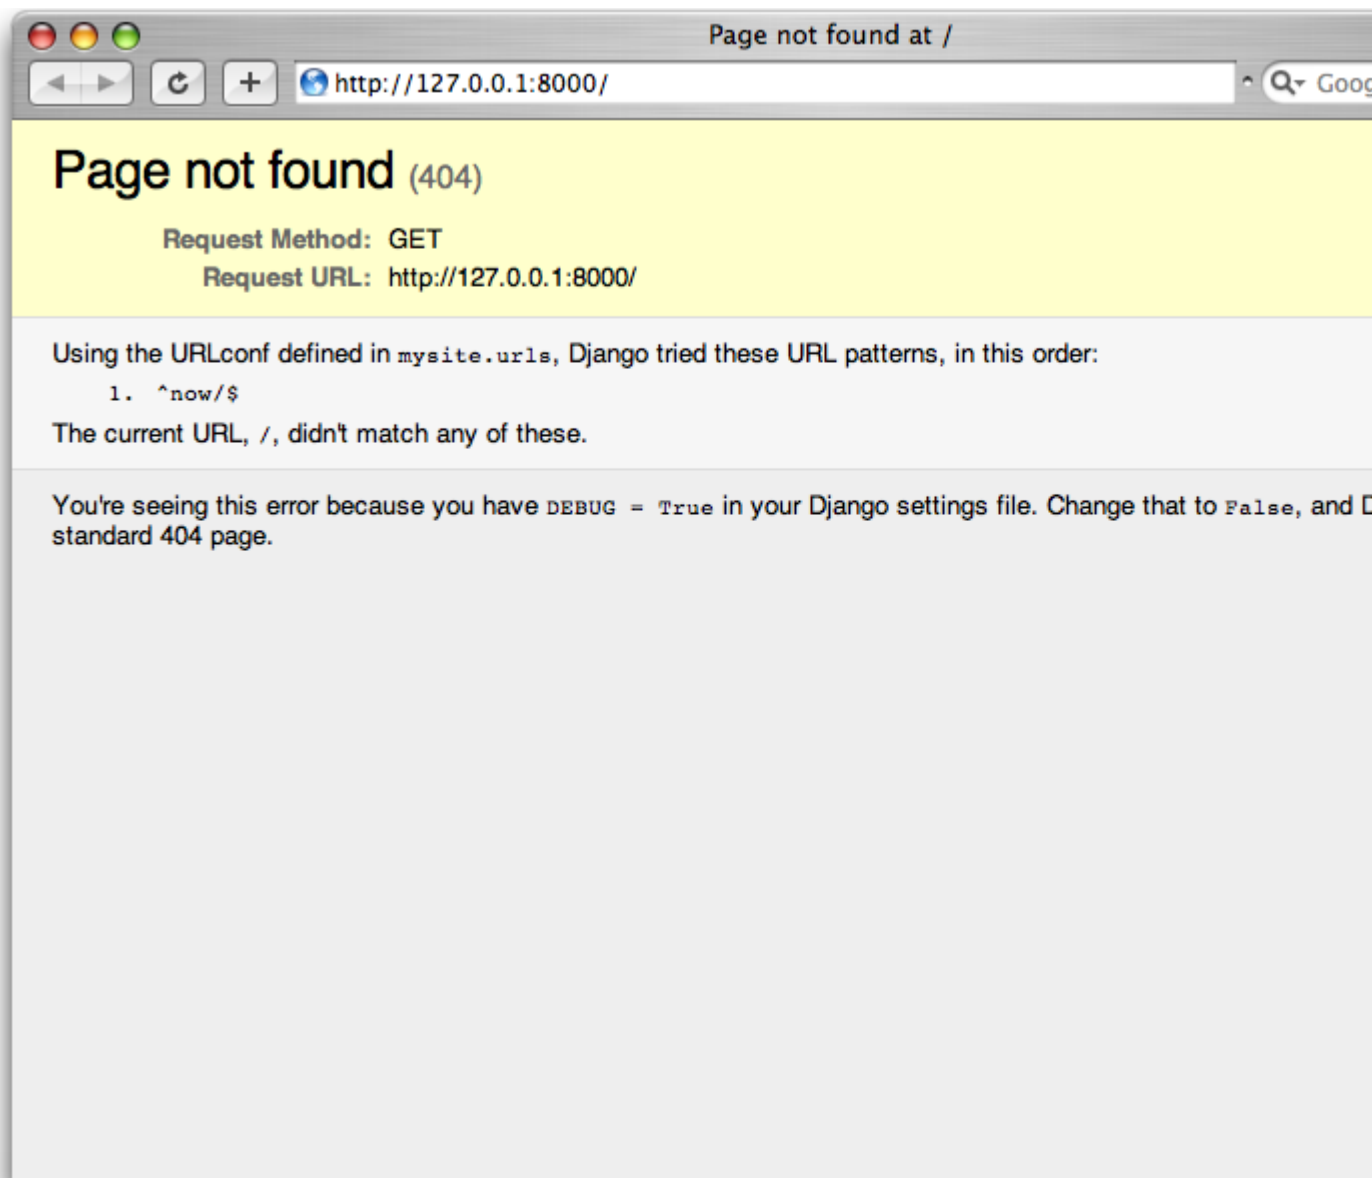 Page not found at /
http://127.0.0.1:8000/
Page not found (404)
Request Method: GET
Request URL: http://127.0.0.1:8000/
Using the URLconf defined in mysite.urls, Django tried these URL patterns, in this order:
1. ^now/$
The current URL, /, didn't match any of these.
You're seeing this error because you have DEBUG = True in your Django settings file. Change that to False, and
standard 404 page.